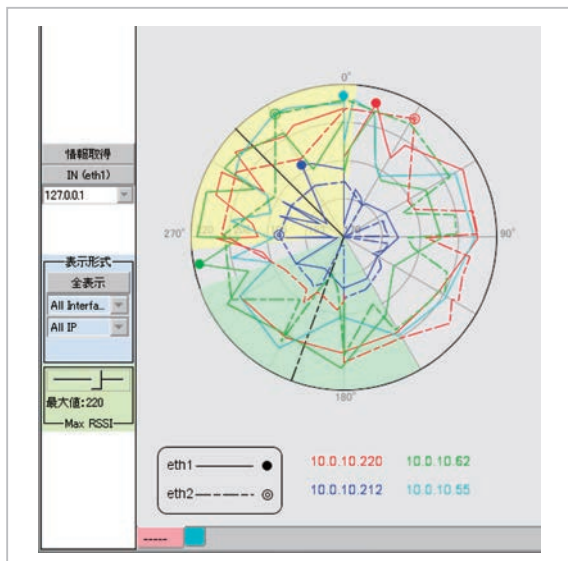 情報取得
IN (eth1)
127.0.0.1
表示形式
全表示
All Interfa..
All IP
最大値:220
Max RSSI
0°
90°
180°
270°
eth1
eth2
10.0.10.220
10.0.10.62
10.0.10.212
10.0.10.55
-----